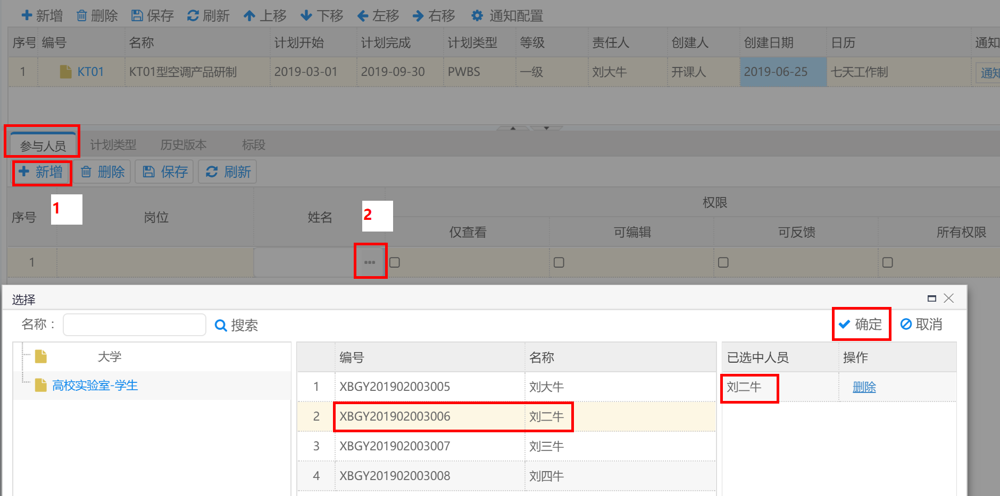 新增 删除 保存 刷新 上移 下移 左移 右移 通知配置
序号 编号 名称 计划开始 计划完成 计划类型 等级 责任人 创建人 创建日期 日历 通知
1 KT01 KT01型空调产品研制 2019-03-01 2019-09-30 PWBS 一级 刘大牛 开课人 2019-06-25 七天工作制 通知
参与人员 计划类型 历史版本 标段
新增 删除 保存 刷新
1 2
序号 岗位 姓名 权限
仅查看 可编辑 可反馈 所有权限
1 ...
选择
名称： 搜索 确定 取消
大学 编号 名称 已选中人员 操作
高校实验室-学生 1 XBGY201902003005 刘大牛 刘二牛 删除
2 XBGY201902003006 刘二牛
3 XBGY201902003007 刘三牛
4 XBGY201902003008 刘四牛